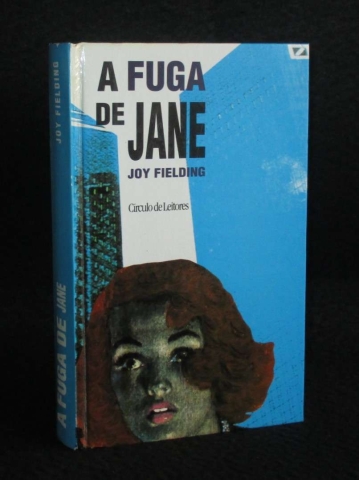 A FUGA
DE JANE
JOY FIELDING
Círculo de Leitores
JOY FIELDING
A FUGA DE JANE